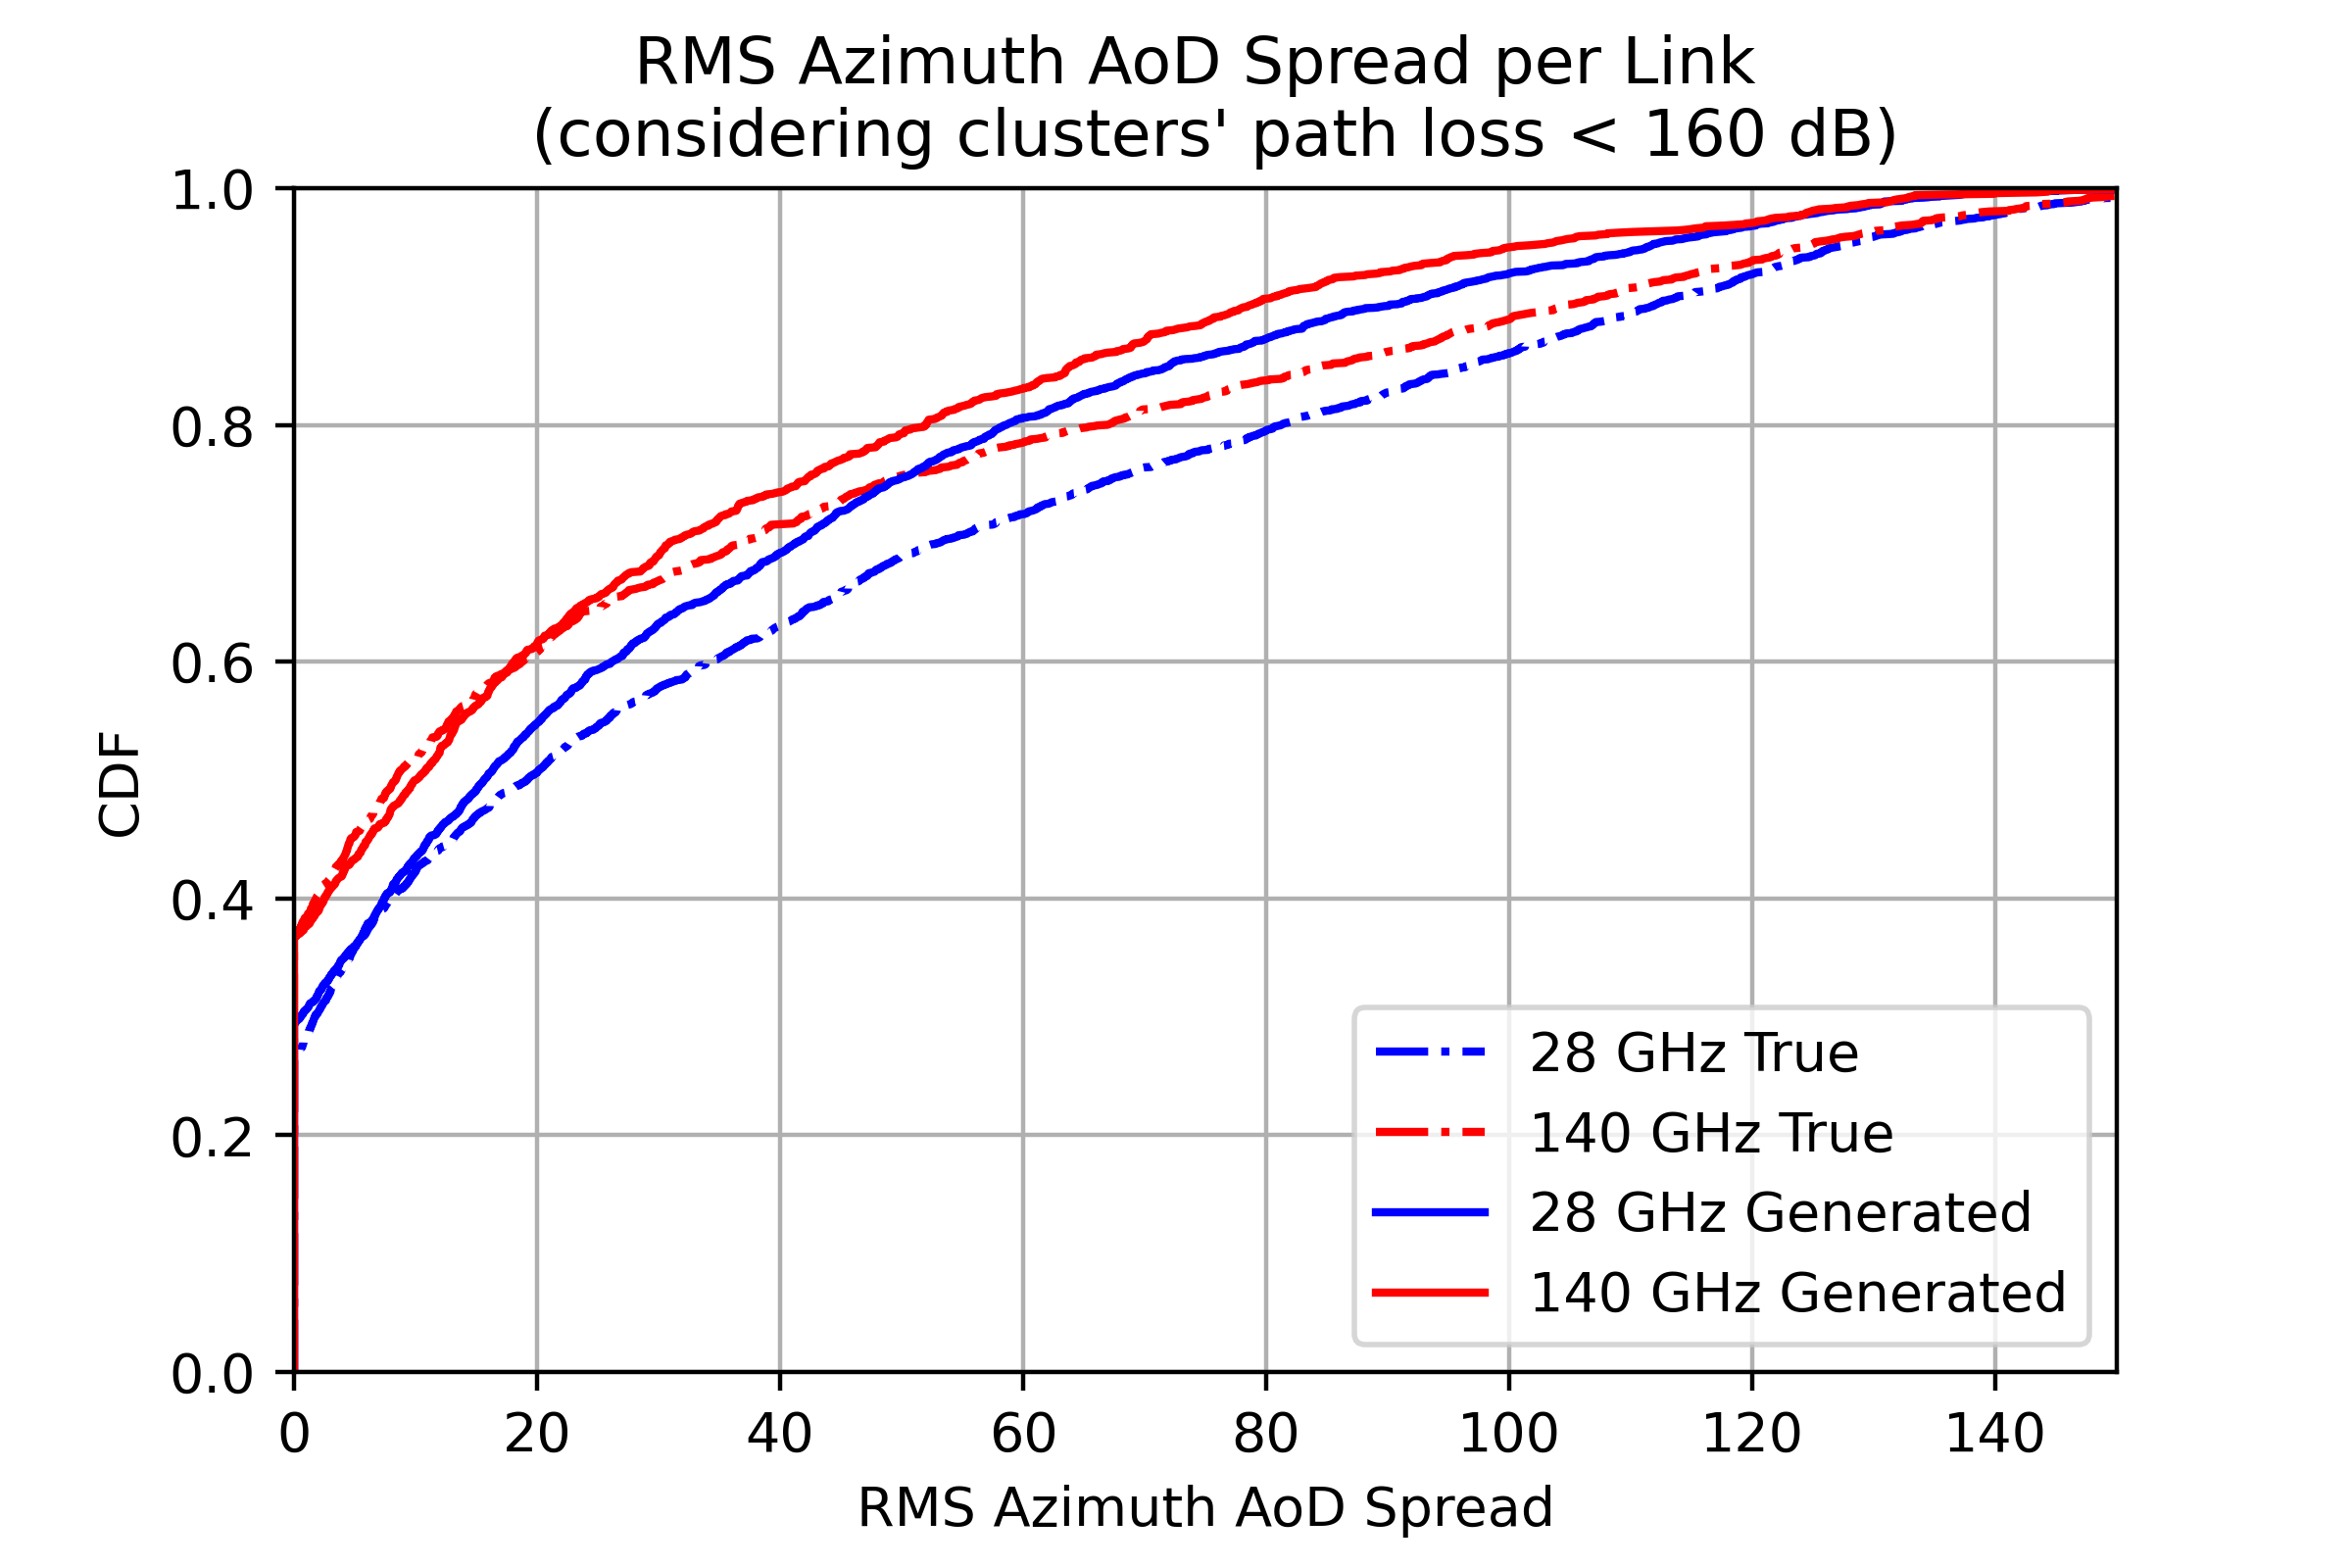 RMS Azimuth AoD Spread per Link
(considering clusters' path loss < 160 dB)
1.0
0.8
0.6
0.4
0.2
0.0
CDF
28 GHz True
140 GHz True
28 GHz Generated
140 GHz Generated
0 20 40 60 80 100 120 140
RMS Azimuth AoD Spread